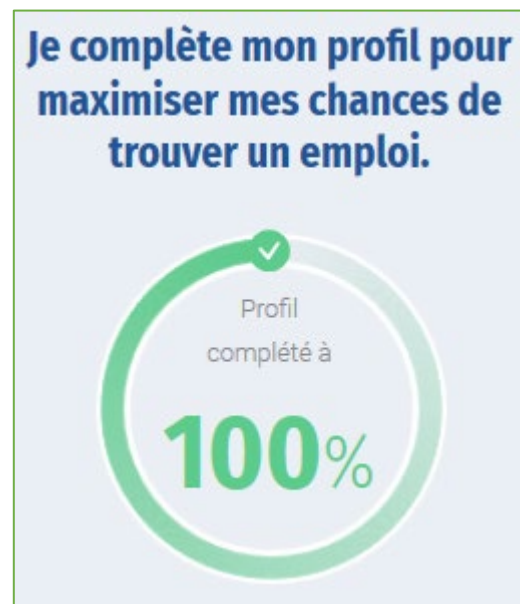 Je complète mon profil pour
maximiser mes chances de
trouver un emploi.
Profil
complété à
100%